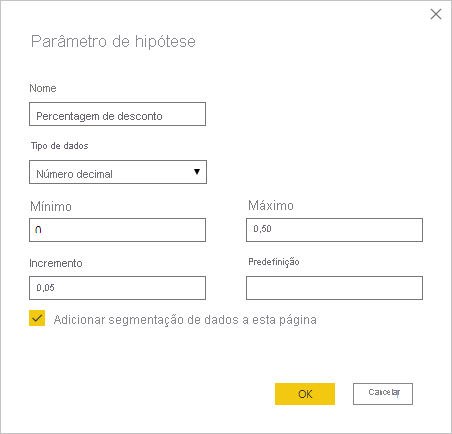 Parâmetro de hipótese
Nome
Percentagem de desconto
Tipo de dados
Número decimal
Mínimo
Máximo
0
0,50
Incremento
Predefinição
0,05
Adicionar segmentação de dados a esta página
OK
Cancelar